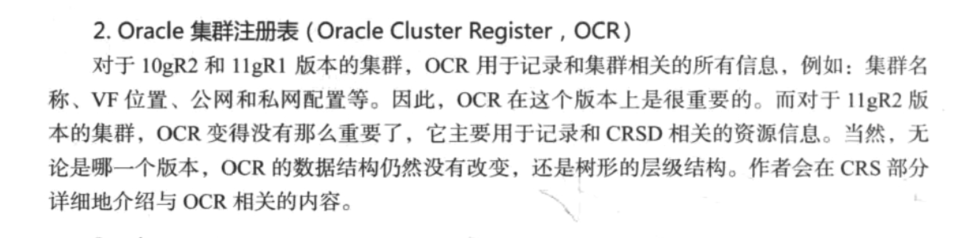 2. Oracle 集群注册表（Oracle Cluster Register，OCR）
对于 10gR2 和 11gR1 版本的集群，OCR 用于记录和集群相关的所有信息，例如：集群名
称、VF 位置、公网和私网配置等。因此，OCR 在这个版本上是很重要的。而对于 11gR2 版
本的集群，OCR 变得没有那么重要了，它主要用于记录和 CRSD 相关的资源信息。当然，无
论是哪一个版本，OCR 的数据结构仍然没有改变，还是树形的层级结构。作者会在 CRS 部分
详细地介绍与 OCR 相关的内容。